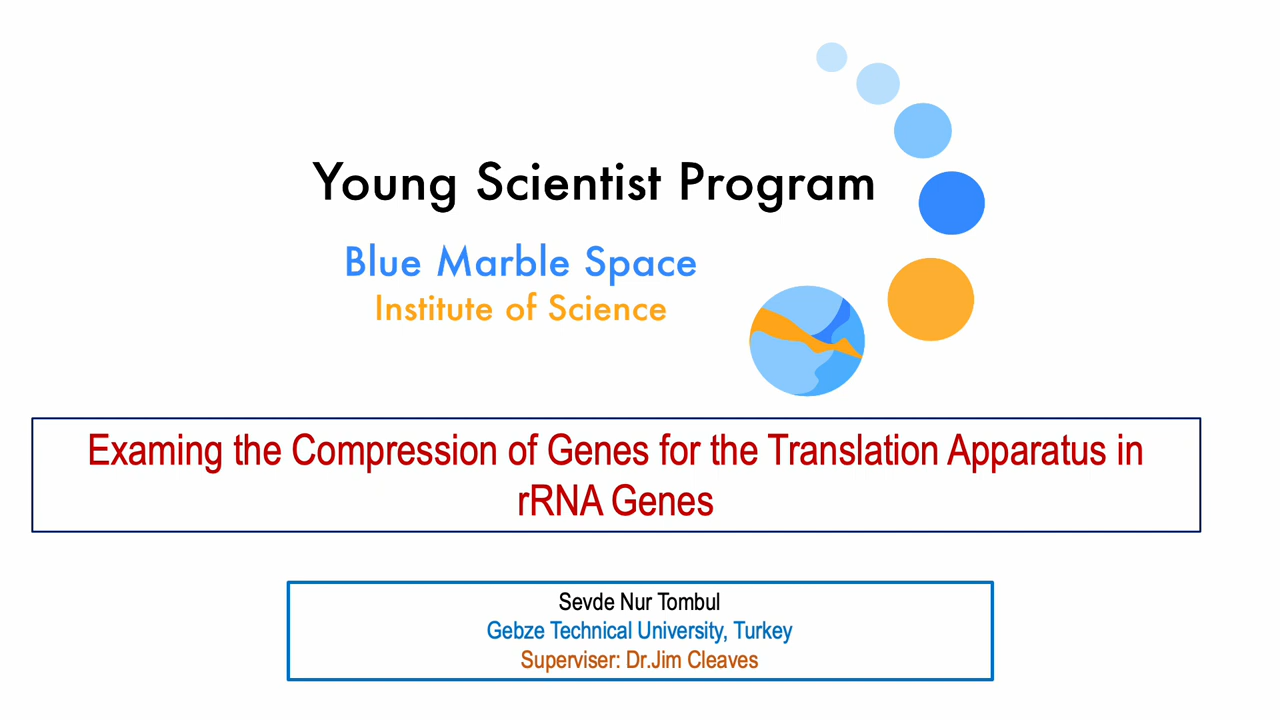 Young Scientist Program
Blue Marble Space
Institute of Science
Examing the Compression of Genes for the Translation Apparatus in
rRNA Genes
Sevde Nur Tombul
Gebze Technical University, Turkey
Superviser: Dr.Jim Cleaves